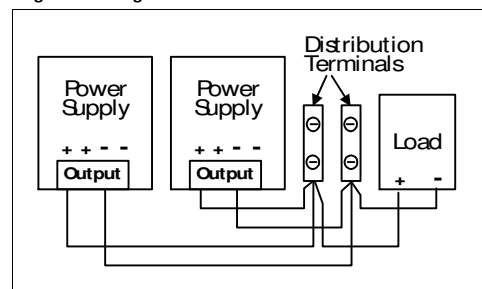 Distribution
Terminals
Power
Supply
+ + - -
Output
Power
Supply
+ + - -
Output
Load
+ -